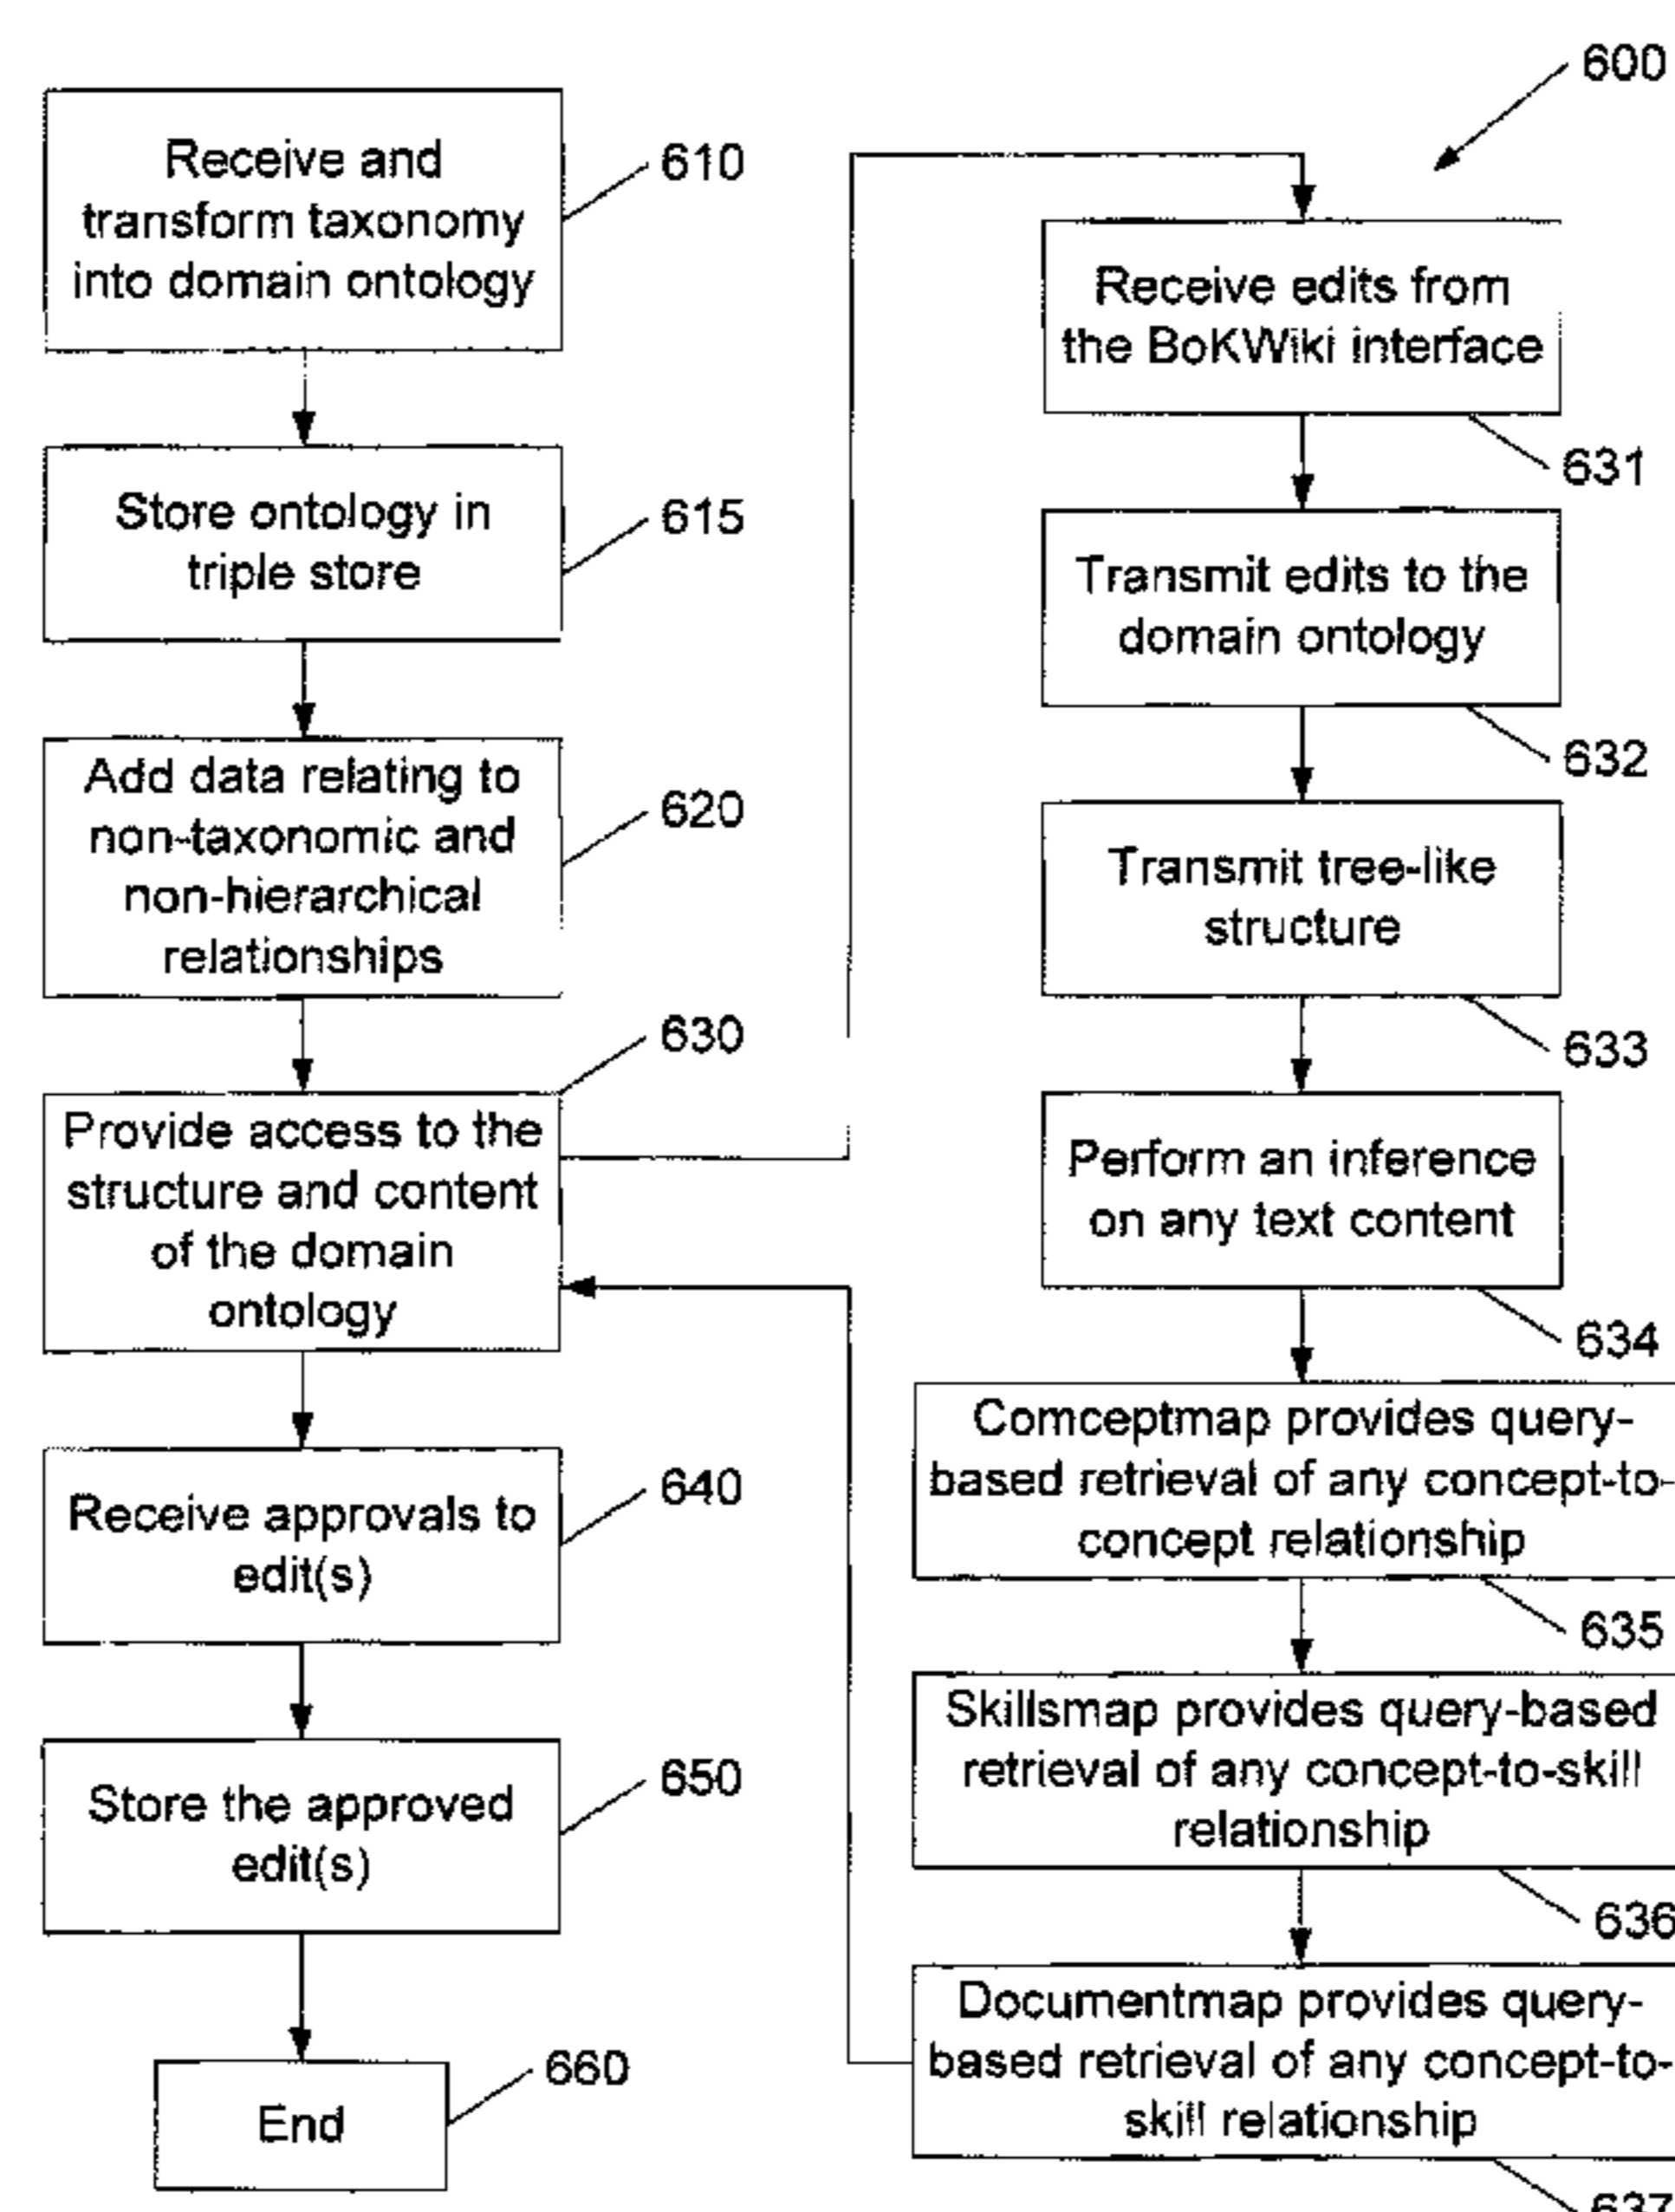 600
Receive and
transform taxonomy
into domain ontology
610
Store ontology in
triple store
615
Add data relating to
non-taxonomic and
non-hierarchical
relationships
620
630
Provide access to the
structure and content
of the domain
ontology
Receive approvals to
edit(s)
640
Store the approved
edit(s)
650
End
660
Receive edits from
the BoKWiki interface
631
Transmit edits to the
domain ontology
632
Transmit tree-like
structure
633
Perform an inference
on any text content
634
Comceptmap provides query-
based retrieval of any concept-to-
concept relationship
635
Skillsmap provides query-based
retrieval of any concept-to-skill
relationship
636
Documentmap provides query-
based retrieval of any concept-to-
skill relationship
637